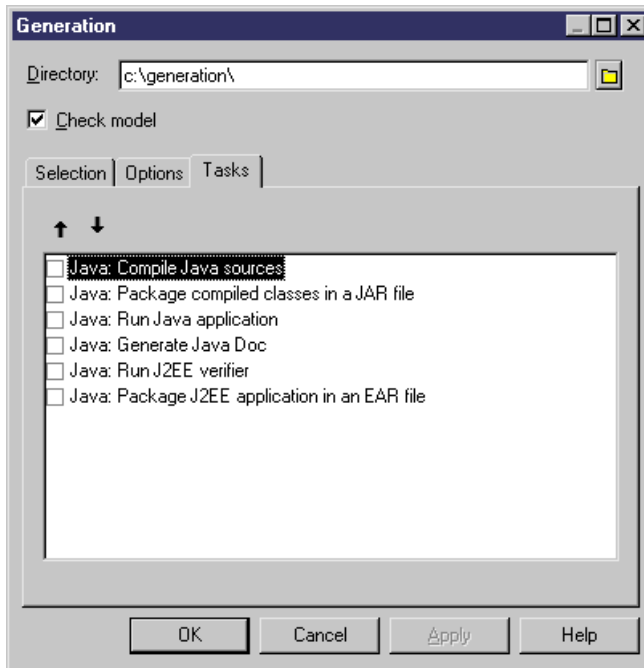 Generation
Directory: c:\generation\
Check model
Selection Options Tasks
Java: Compile Java sources
Java: Package compiled classes in a JAR file
Java: Run Java application
Java: Generate Java Doc
Java: Run J2EE verifier
Java: Package J2EE application in an EAR file
OK Cancel Apply Help